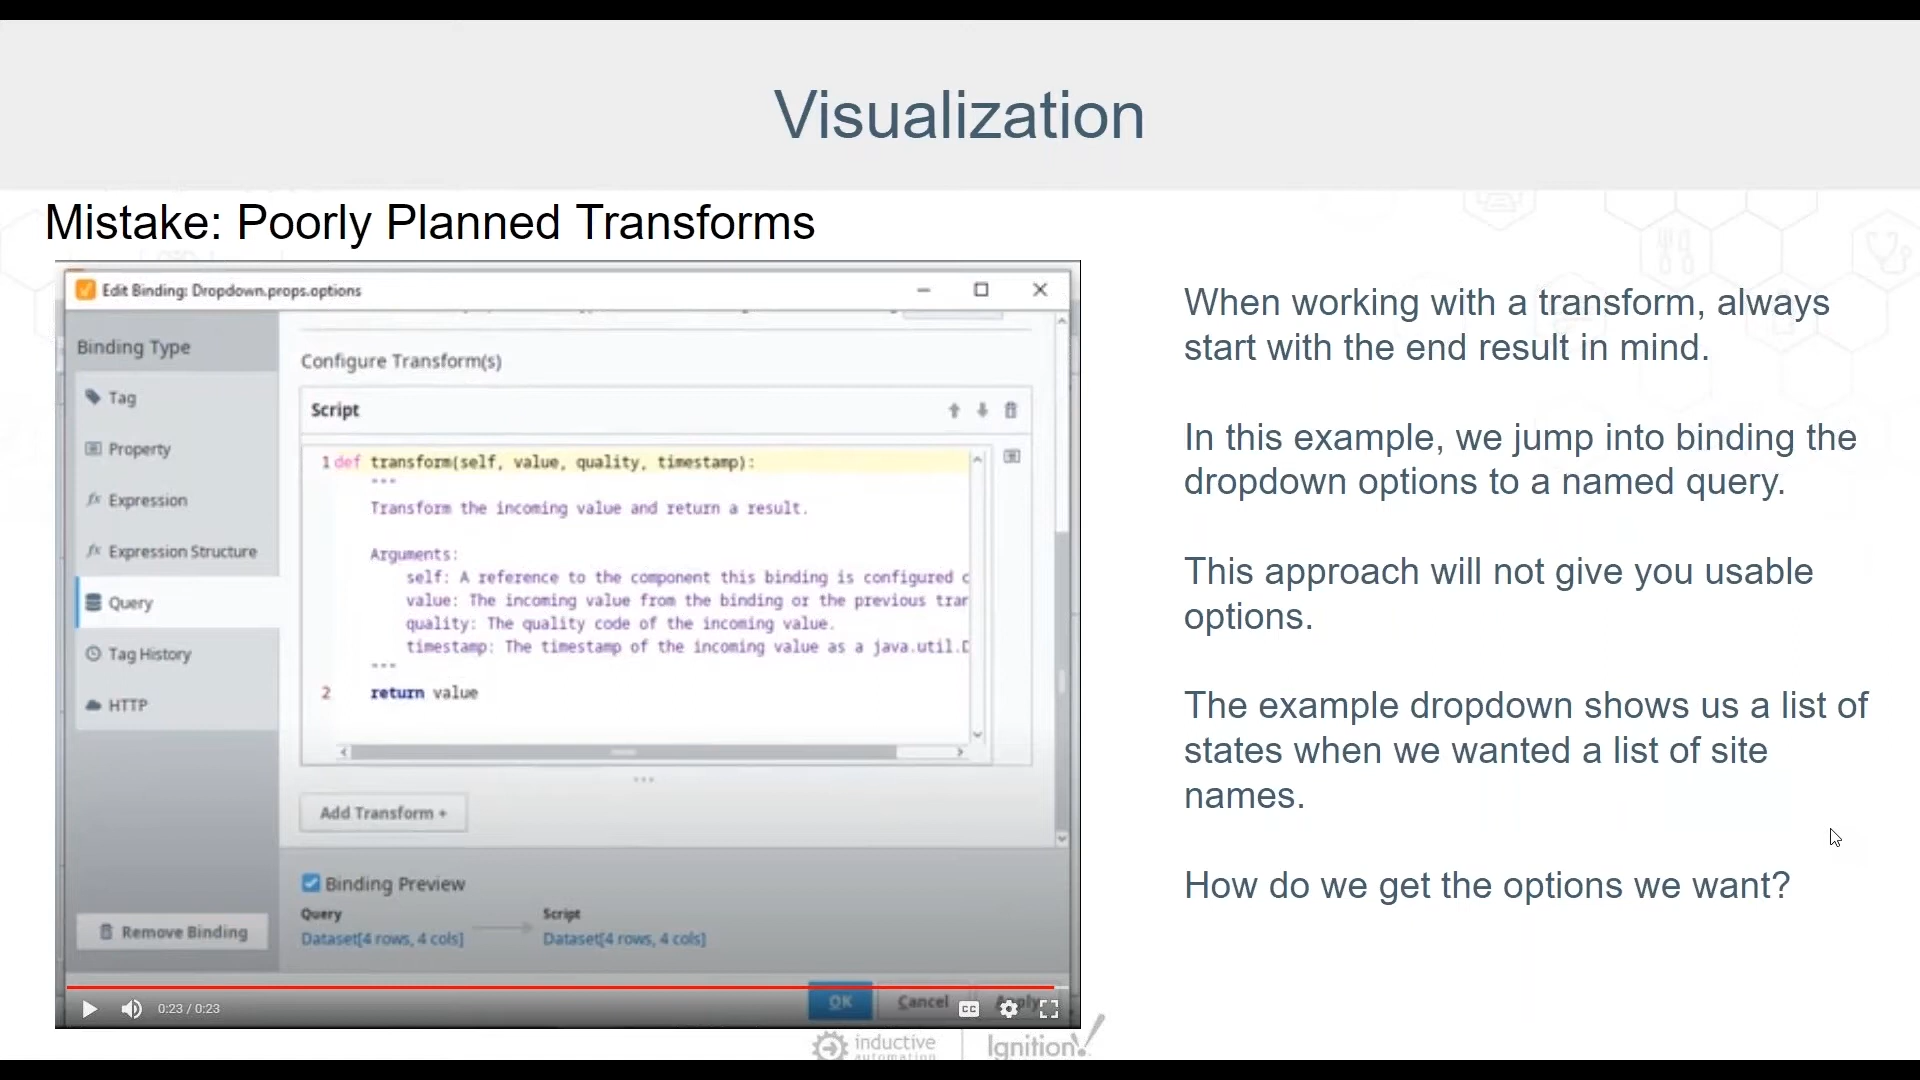 Visualization
Mistake: Poorly Planned Transforms
Edit Binding: Dropdown.props.options
Binding Type
Tag
Property
fx Expression
fx Expression Structure
Query
Tag History
HTTP
Remove Binding
Configure Transform(s)
Script
1 def transform(self, value, quality, timestamp):
"""
Transform the incoming value and return a result.
Arguments:
self: A reference to the component this binding is configured
value: The incoming value from the binding or the previous
quality: The quality code of the incoming value.
timestamp: The timestamp of the incoming value as a java.util.
"""
2 return value
Add Transform +
Binding Preview
Query
Dataset[4 rows, 4 cols]
Script
Dataset[4 rows, 4 cols]
OK
Cancel
Apply
0:23 / 0:23
CC
When working with a transform, always
start with the end result in mind.
In this example, we jump into binding the
dropdown options to a named query.
This approach will not give you usable
options.
The example dropdown shows us a list of
states when we wanted a list of site
names.
How do we get the options we want?
inductive
automation
Ignition!